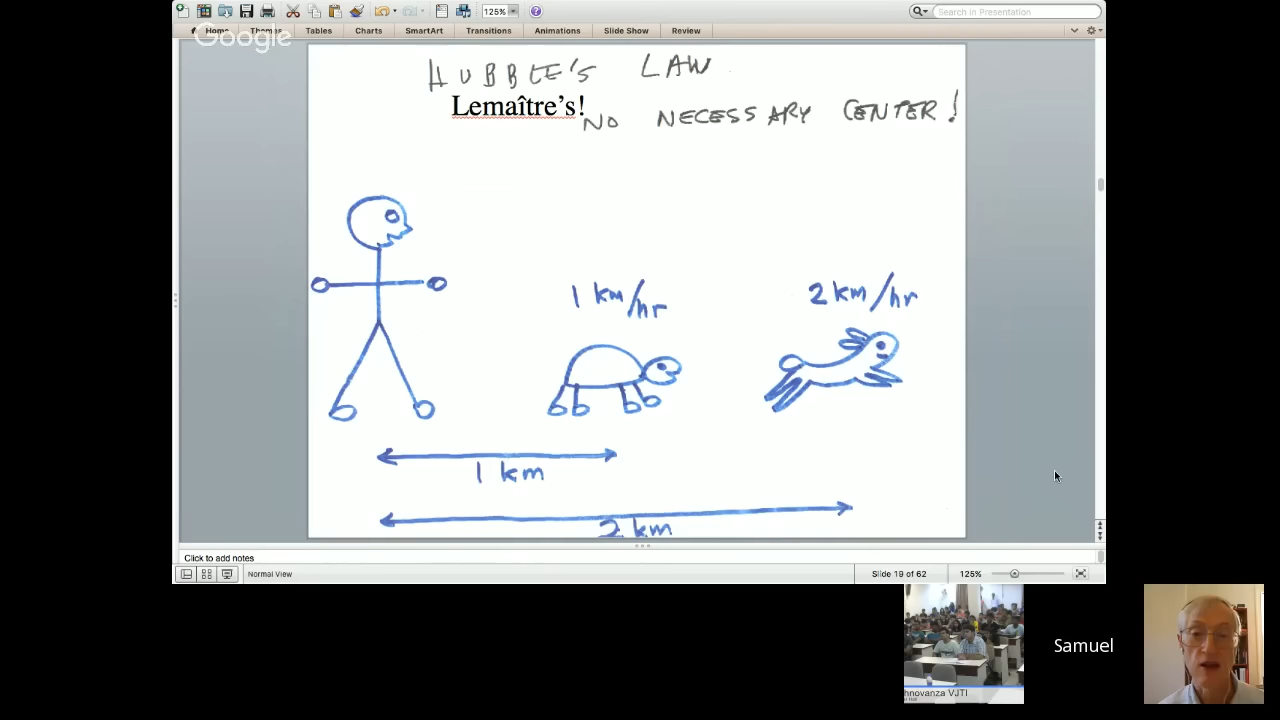 125%
Search in Presentation
Google
Home Themes Tables Charts SmartArt Transitions Animations Slide Show Review
HUBBLE'S LAW
Lemaître's!
NO NECESSARY CENTER!
1 km/hr
2 km/hr
1 km
2 km
Click to add notes
Normal View
Slide 19 of 62
125%
Samuel
hnovanza VJTI